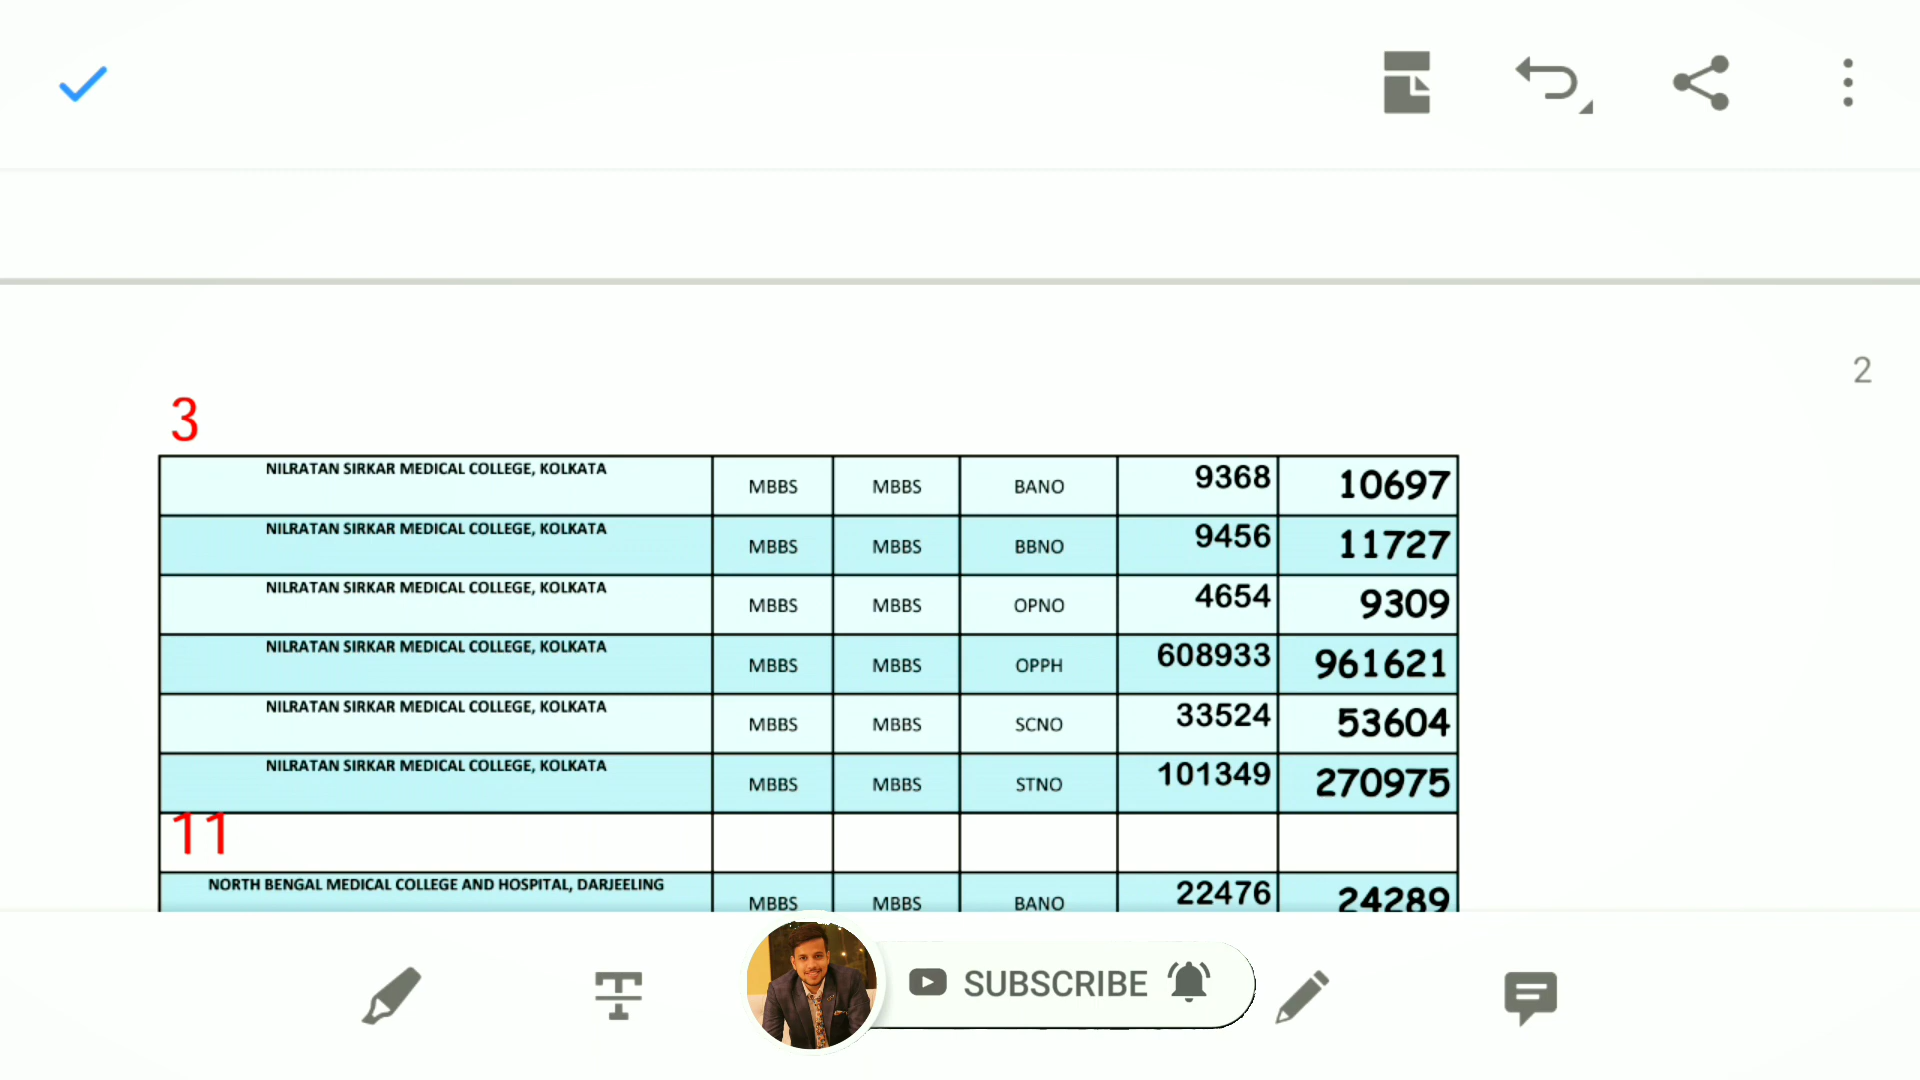 2
3
NILRATAN SIRKAR MEDICAL COLLEGE, KOLKATA MBBS MBBS BANO 9368 10697
NILRATAN SIRKAR MEDICAL COLLEGE, KOLKATA MBBS MBBS BBNO 9456 11727
NILRATAN SIRKAR MEDICAL COLLEGE, KOLKATA MBBS MBBS OPNO 4654 9309
NILRATAN SIRKAR MEDICAL COLLEGE, KOLKATA MBBS MBBS OPPH 608933 961621
NILRATAN SIRKAR MEDICAL COLLEGE, KOLKATA MBBS MBBS SCNO 33524 53604
NILRATAN SIRKAR MEDICAL COLLEGE, KOLKATA MBBS MBBS STNO 101349 270975
11
NORTH BENGAL MEDICAL COLLEGE AND HOSPITAL, DARJEELING MBBS MBBS BANO 22476 24289
SUBSCRIBE